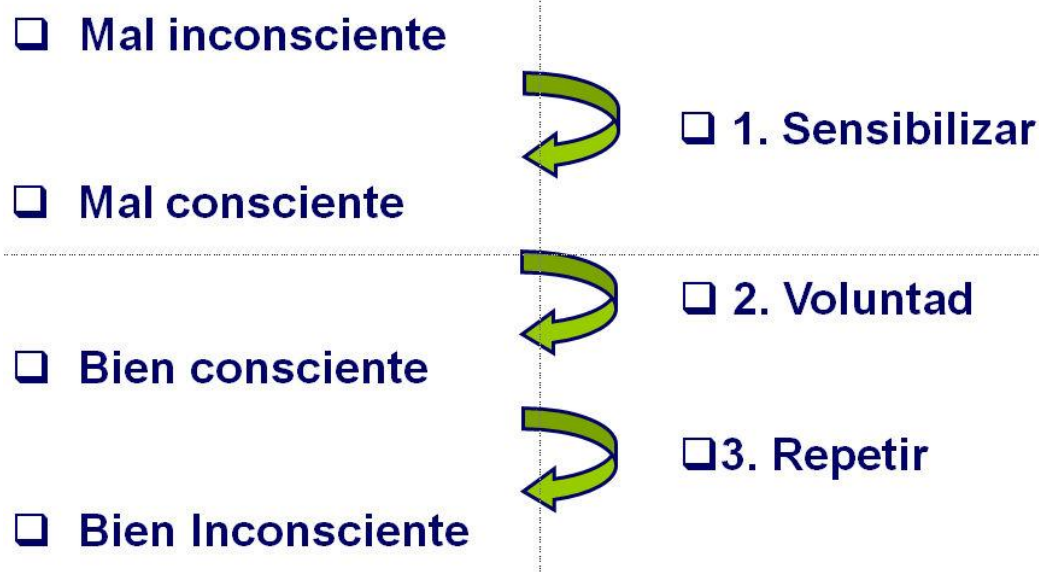 ❑ Mal inconsciente
❑ 1. Sensibilizar
❑ Mal consciente
❑ 2. Voluntad
❑ Bien consciente
❑3. Repetir
❑ Bien Inconsciente